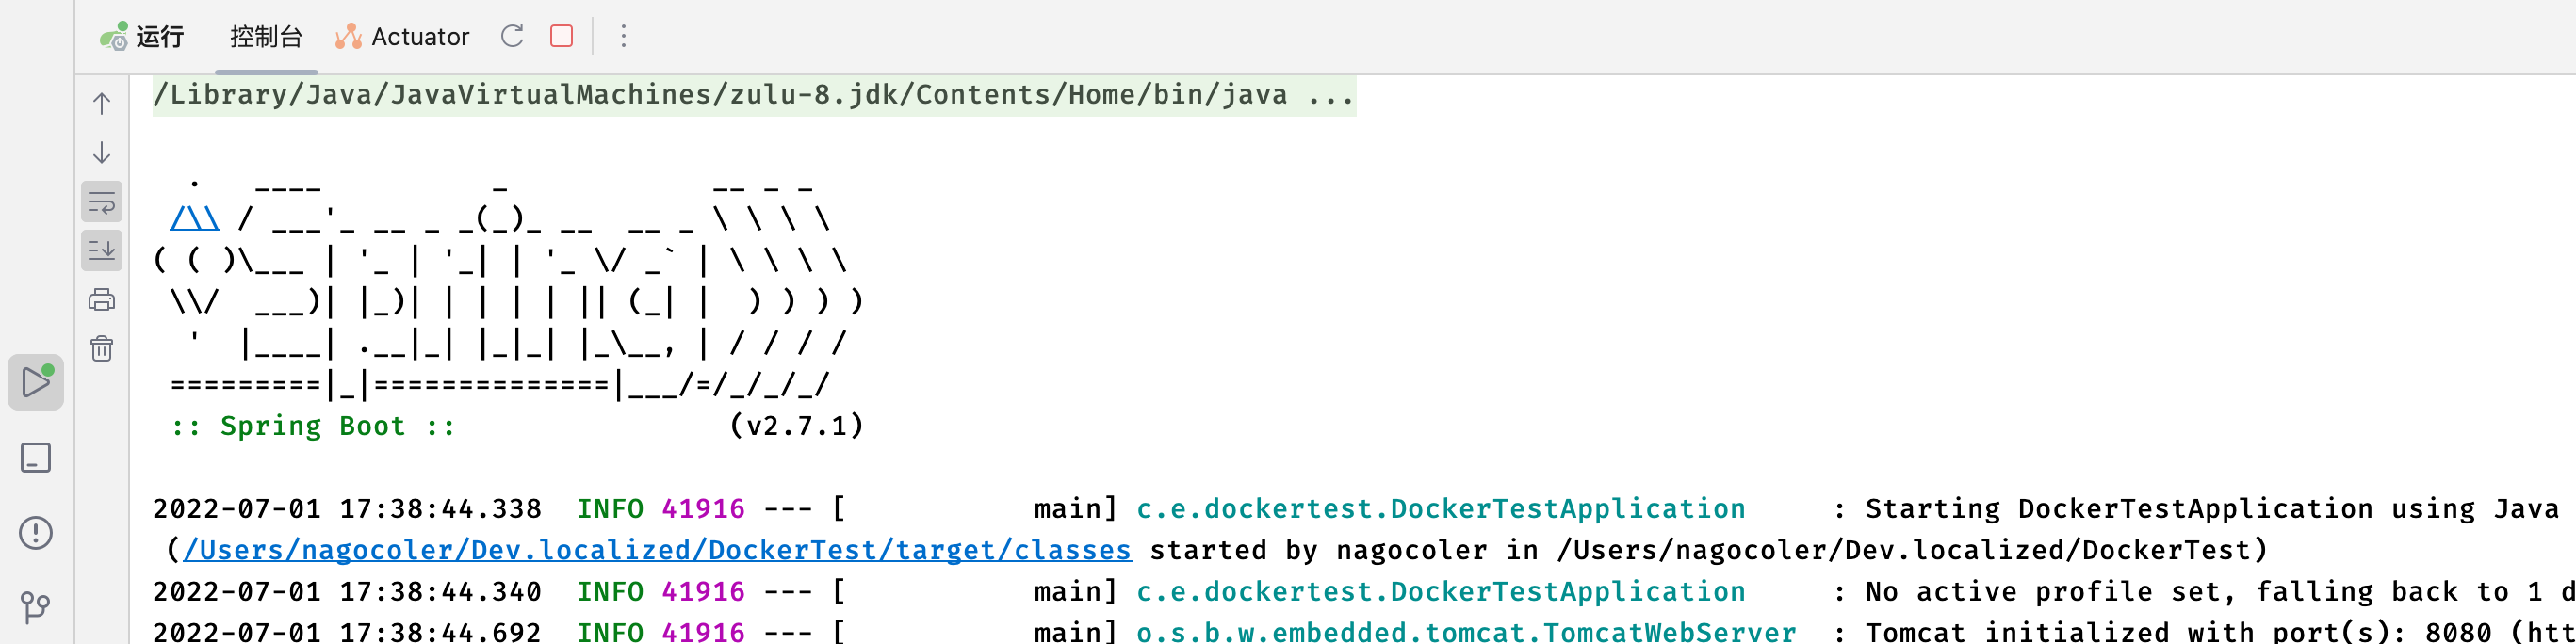 运行 控制台 Actuator
/Library/Java/JavaVirtualMachines/zulu-8.jdk/Contents/Home/bin/java ...
  .   ____          _            __ _ _
 /\\ / ___'_ __ _ _(_)_ __  __ _ \ \ \ \
( ( )\___ | '_ | '_| | '_ \/ _` | \ \ \ \
 \\/  ___)| |_)| | | | | || (_| |  ) ) ) )
  '  |____| .__|_| |_|_| |_\__, | / / / /
 =========|_|==============|___/=/_/_/_/
 :: Spring Boot ::                (v2.7.1)
2022-07-01 17:38:44.338  INFO 41916 --- [           main] c.e.dockertest.DockerTestApplication     : Starting DockerTestApplication using Java
 (/Users/nagocoler/Dev.localized/DockerTest/target/classes started by nagocoler in /Users/nagocoler/Dev.localized/DockerTest)
2022-07-01 17:38:44.340  INFO 41916 --- [           main] c.e.dockertest.DockerTestApplication     : No active profile set, falling back to 1 d
2022-07-01 17:38:44.692  INFO 41916 --- [           main] o.s.b.w.embedded.tomcat.TomcatWebServer  : Tomcat initialized with port(s): 8080 (htt